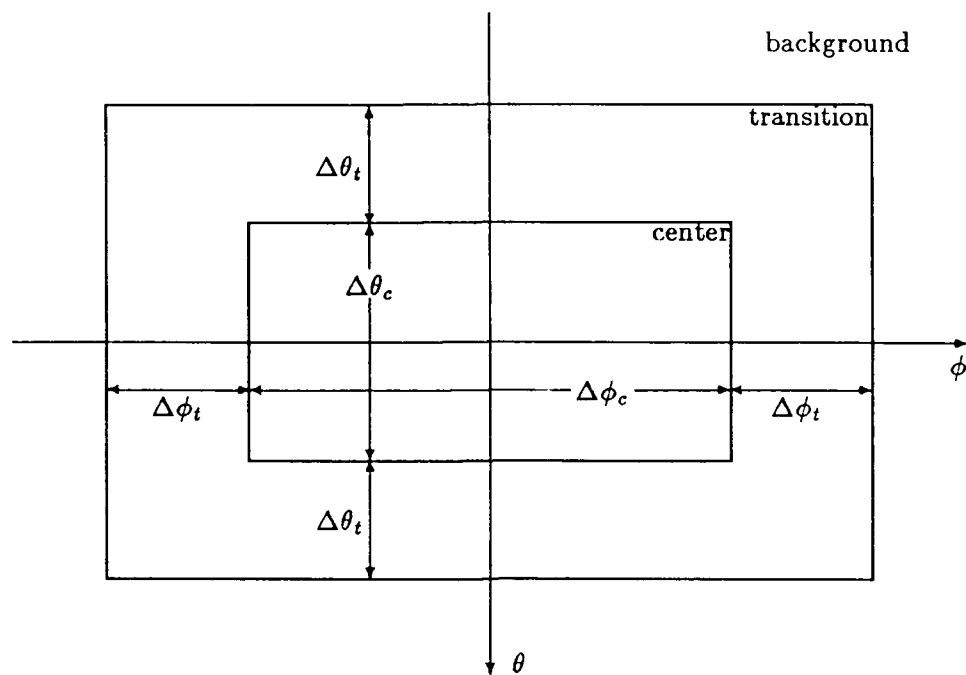 background
transition
Δθ_t
center
Δθ_c
ϕ
Δϕ_t
Δϕ_c
Δϕ_t
Δθ_t
θ